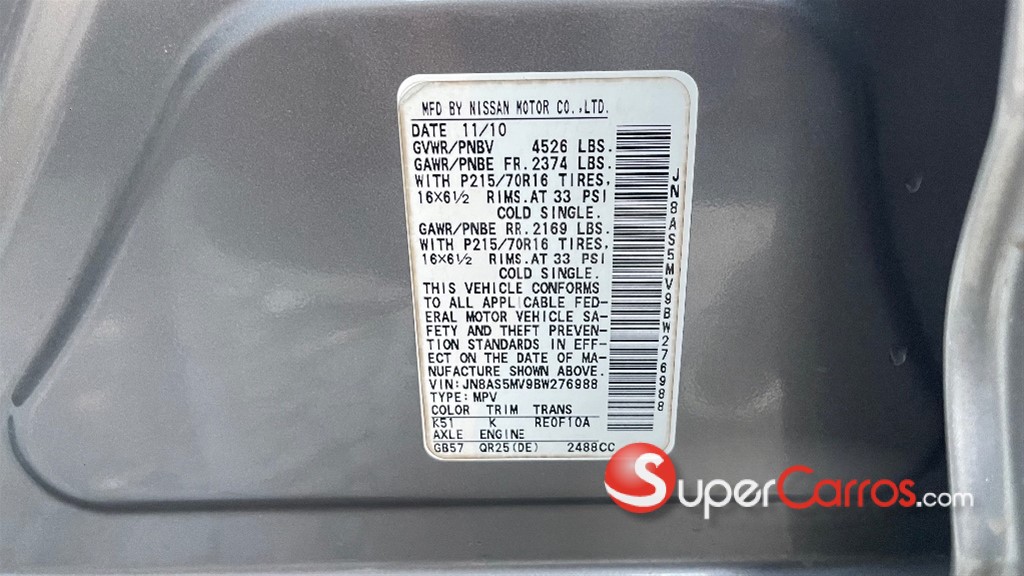 MFD BY NISSAN MOTOR CO.,LTD.
DATE 11/10
GVWR/PNBV 4526 LBS.
GAWR/PNBE FR. 2374 LBS.
WITH P215/70R16 TIRES,
16×6½ RIMS.AT 33 PSI
COLD SINGLE.
GAWR/PNBE RR. 2169 LBS.
WITH P215/70R16 TIRES,
16×6½ RIMS.AT 33 PSI
COLD SINGLE.
THIS VEHICLE CONFORMS
TO ALL APPLICABLE FED-
ERAL MOTOR VEHICLE SA-
FETY AND THEFT PREVEN-
TION STANDARDS IN EFF-
ECT ON THE DATE OF MA-
NUFACTURE SHOWN ABOVE.
VIN: JN8AS5MV9BW276988
TYPE: MPV
COLOR TRIM TRANS
K51 K RE0F10A
AXLE ENGINE
GB57 QR25(DE) 2488CC
JN8AS5MV9BW276988
SuperCarros.com